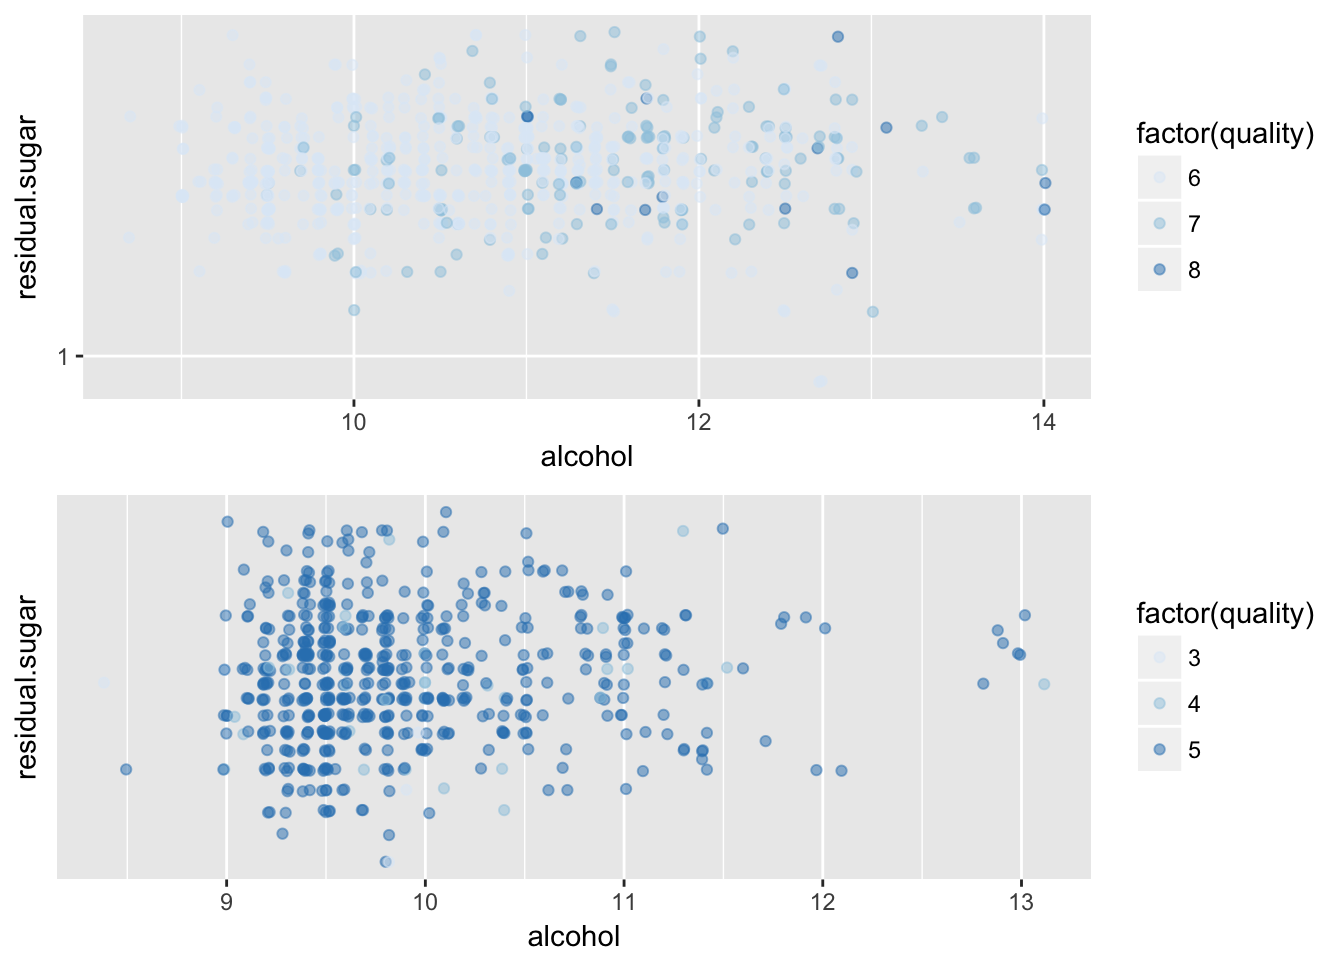 residual.sugar
1
10 12 14
alcohol
factor(quality)
6
7
8
residual.sugar
9 10 11 12 13
alcohol
factor(quality)
3
4
5